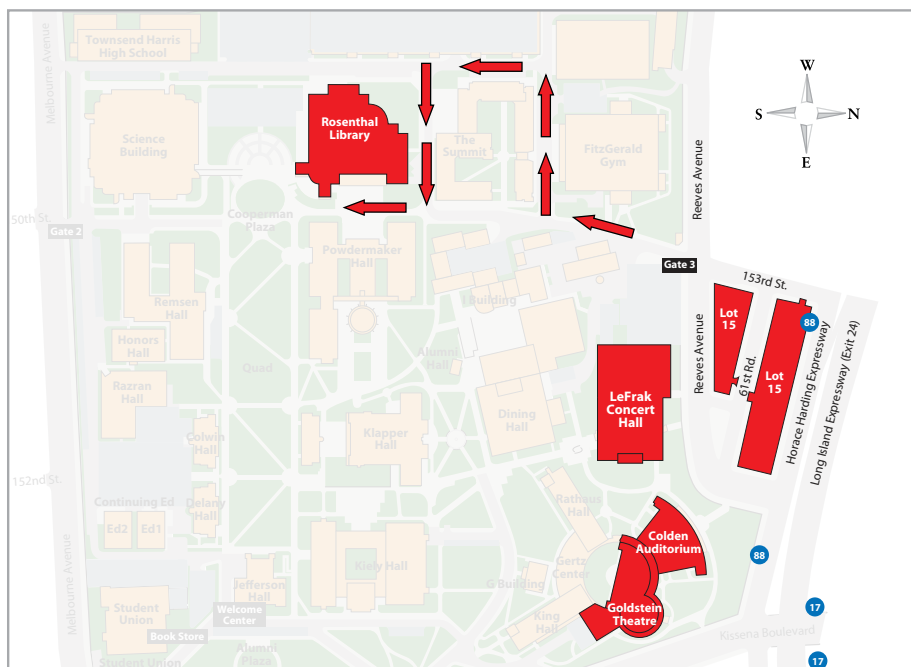 Townsend Harris
High School
Melbourne Avenue
Science
Building
Rosenthal
Library
The
Summit
FitzGerald
Gym
Reeves Avenue
W
S
N
E
50th St.
Gate 2
Cooperman
Plaza
Powdermaker
Hall
Gate 3
153rd St.
Remsen
Hall
Building
Lot
15
88
Honors
Hall
Quad
Alumni
Hall
Reeves Avenue
61st Rd.
Lot
15
Horace Harding Expressway
Long Island Expressway (Exit 24)
Razran
Hall
LeFrak
Concert
Hall
Dining
Hall
Colwin
Hall
Klapper
Hall
152nd St.
Continuing Ed
Ed2
Ed1
Delany
Hall
Rathaus
Hall
Colden
Auditorium
88
Melbourne Avenue
Kiely Hall
Gertz
Center
G Building
Jefferson
Hall
Goldstein
Theatre
17
Student
Union
Welcome
Center
King
Hall
Book Store
Kissena Boulevard
Alumni
Plaza
Student Union
17